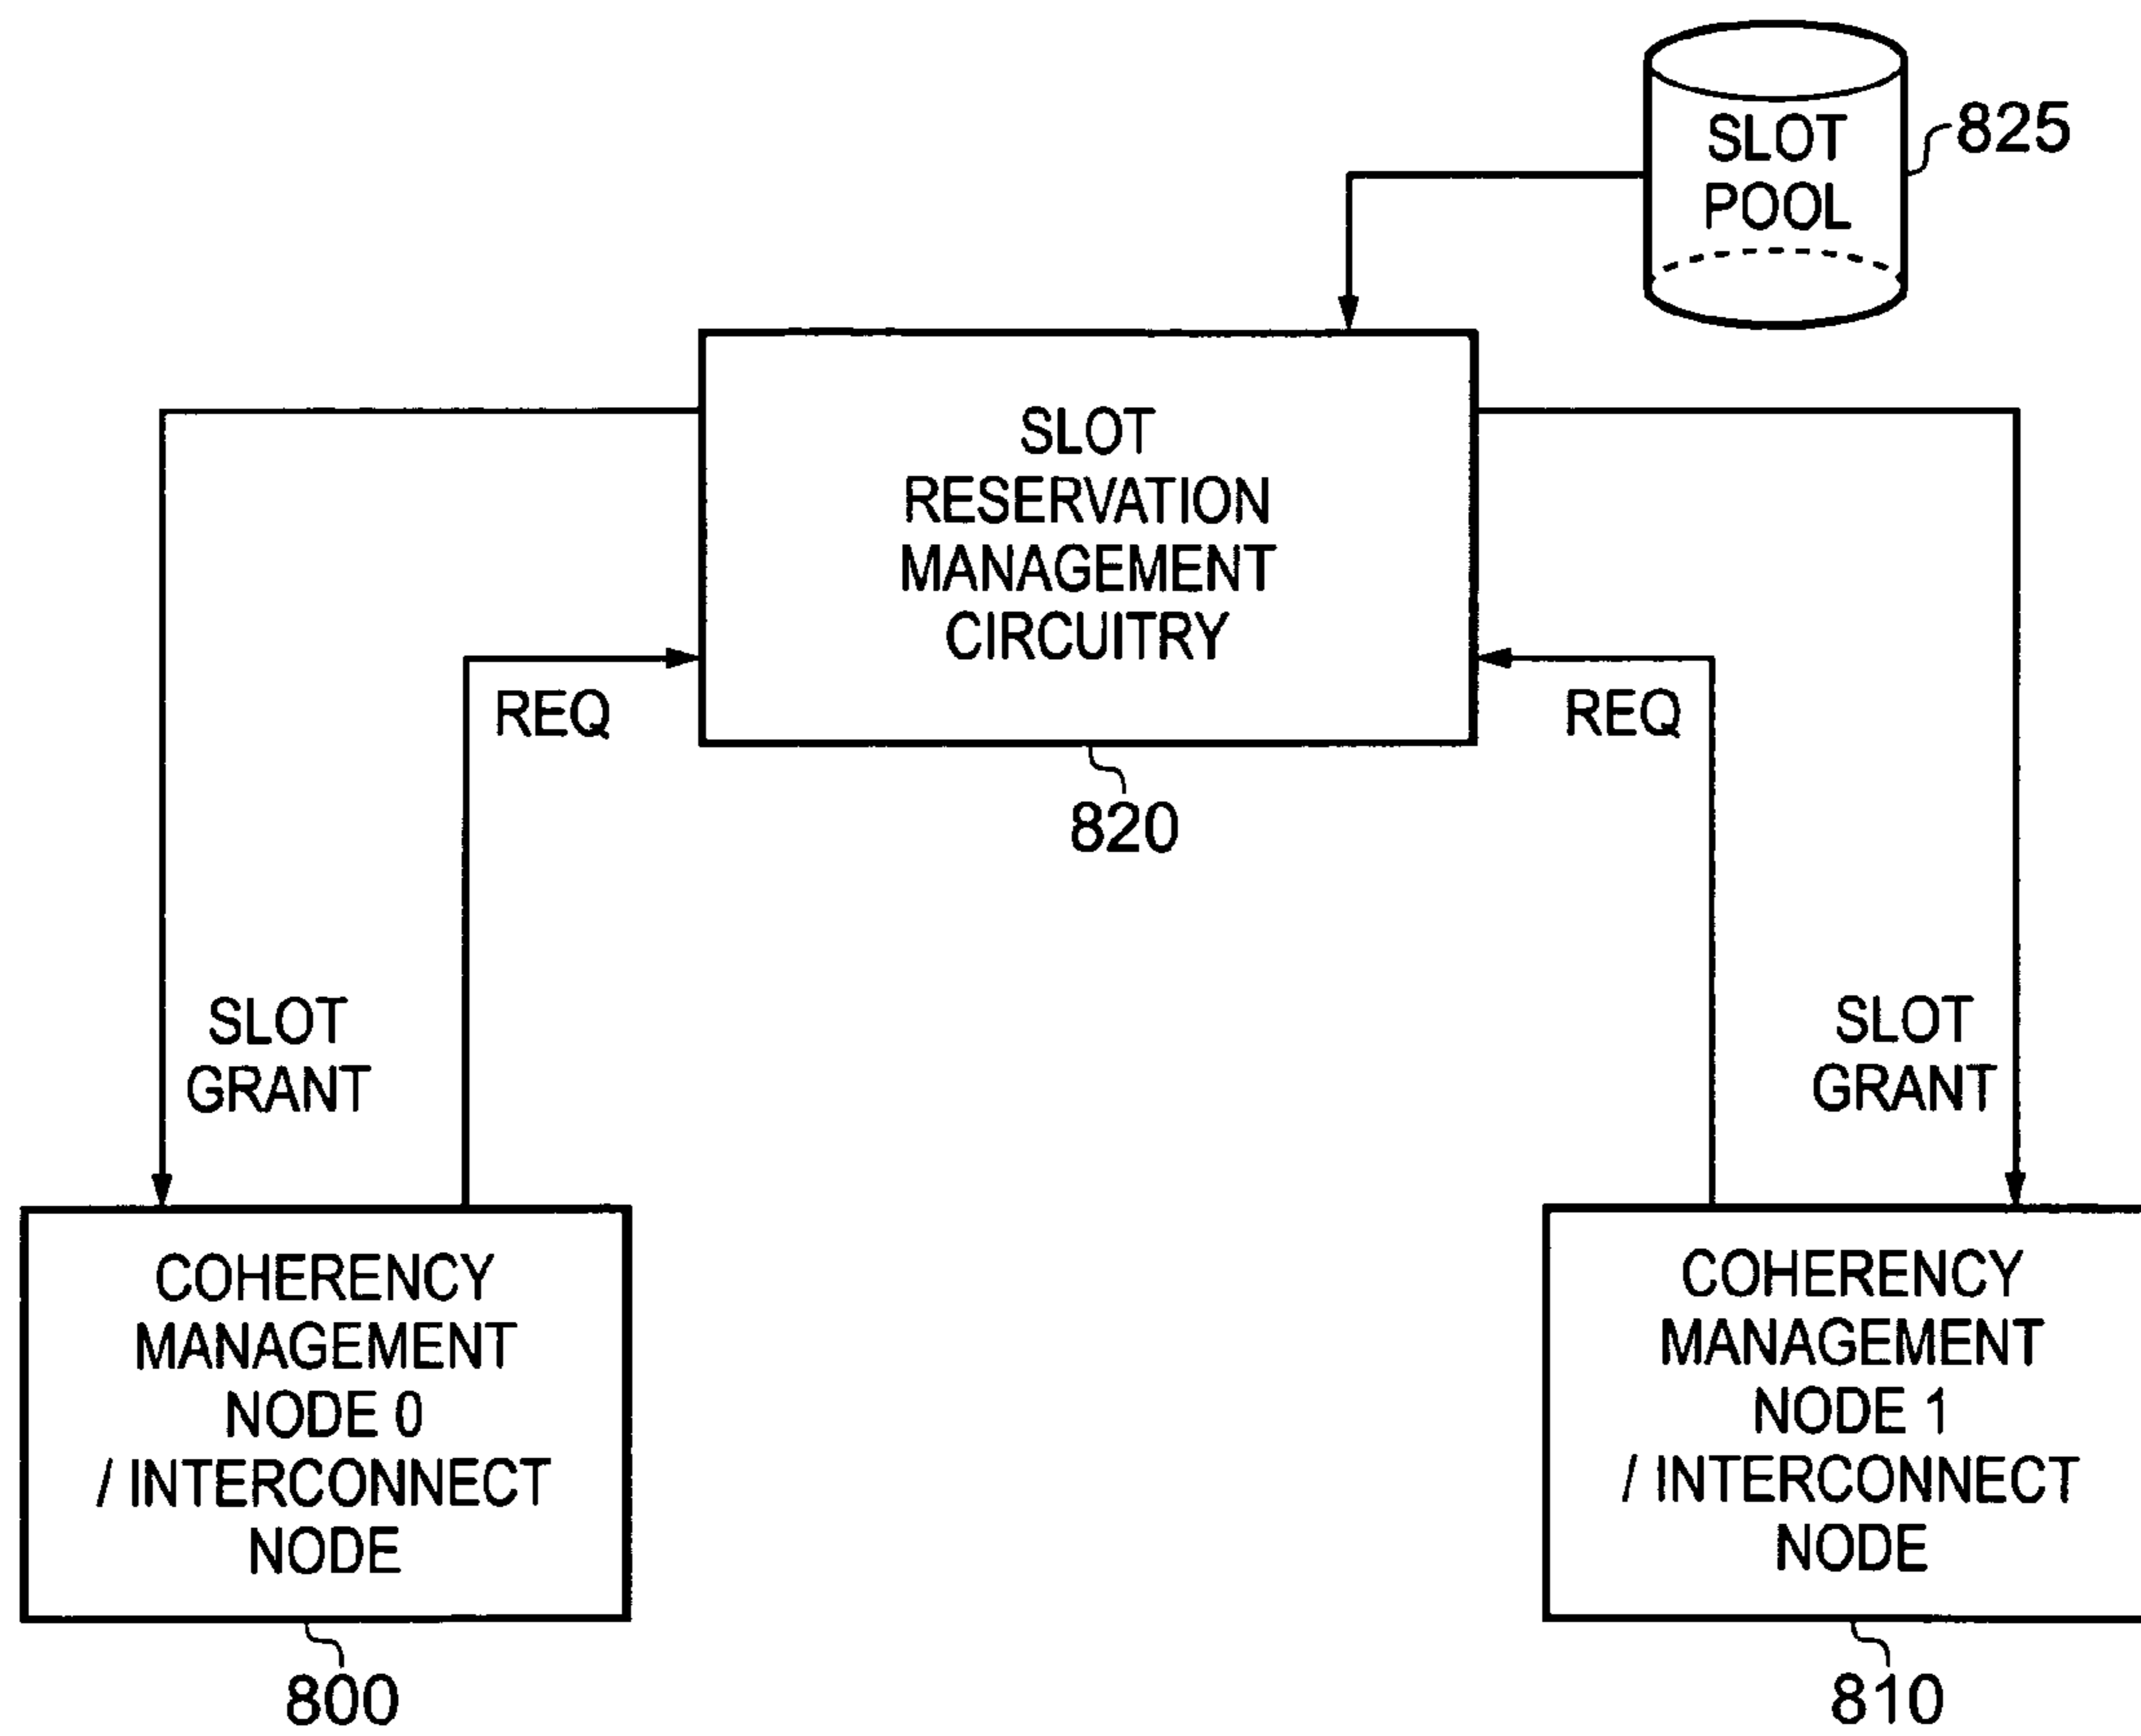 SLOT
POOL
825
SLOT
RESERVATION
MANAGEMENT
CIRCUITRY
REQ
REQ
820
SLOT
GRANT
SLOT
GRANT
COHERENCY
MANAGEMENT
NODE 0
/ INTERCONNECT
NODE
COHERENCY
MANAGEMENT
NODE 1
/ INTERCONNECT
NODE
800
810